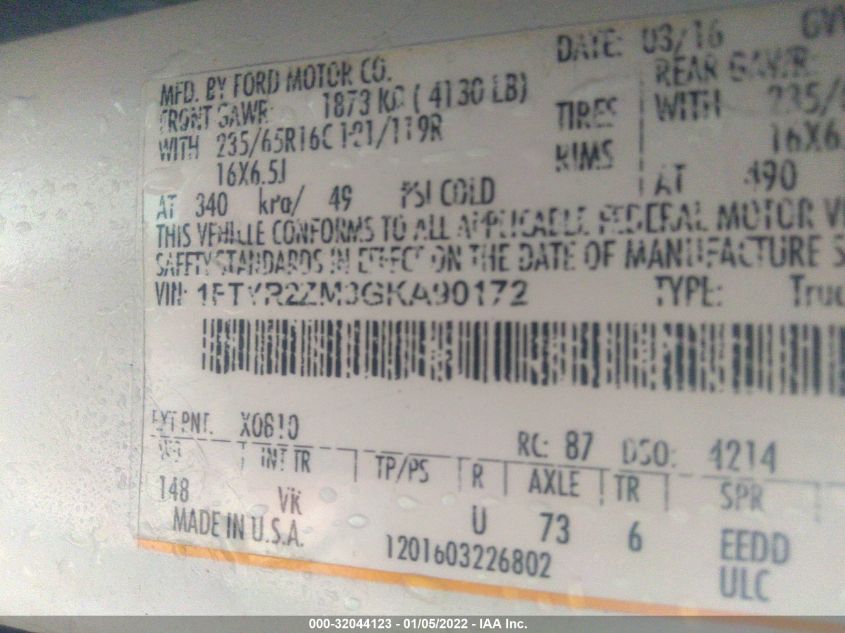 MFD. BY FORD MOTOR CO.
DATE: 03/16 GV
FRONT GAWR: 1873 KG ( 4130 LB)
REAR GAWR:
WITH 235/65R16C 121/119R
TIRES
WITH 235/
16X6.5J
RIMS
16X6.
AT 340 kPa/ 49 PSI COLD
AT 490
THIS VEHICLE CONFORMS TO ALL APPLICABLE FEDERAL MOTOR V
SAFETY STANDARDS IN EFFECT ON THE DATE OF MANUFACTURE S
VIN: 1FTYR2ZM3GKA90172
TYPE: Truc
EXT PNT: RC: 87 DSO: 4214
INT TR TP/PS R AXLE TR SPR
148 VK U 73 6 EEDD
MADE IN U.S.A.
1201603226802
ULC
000-32044123 - 01/05/2022 - IAA Inc.